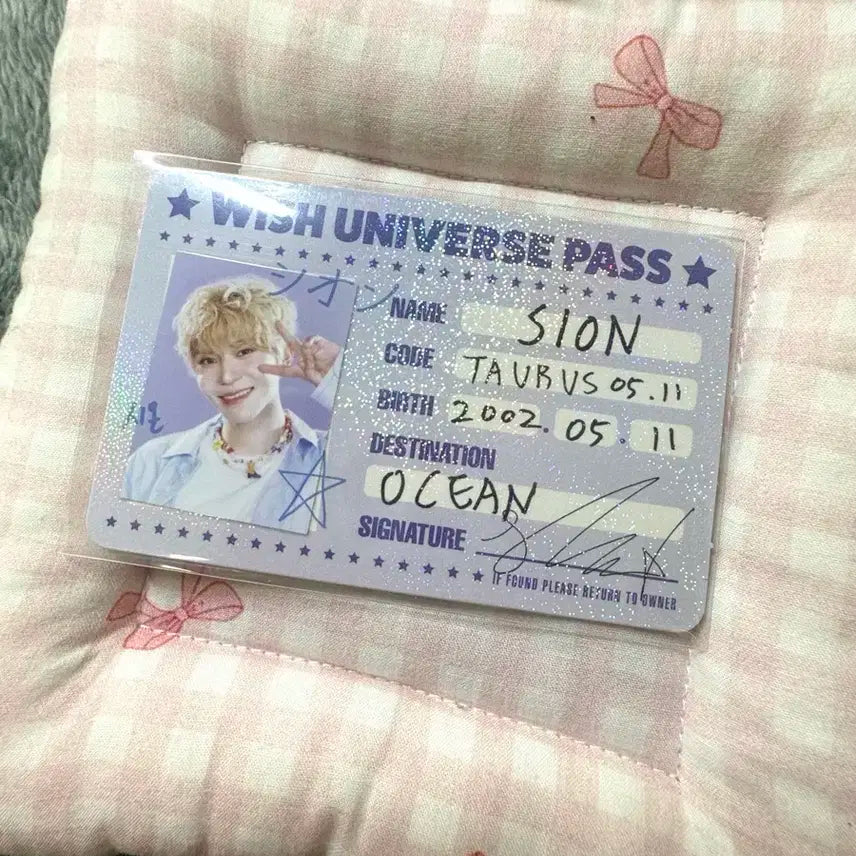 ★ WISH UNIVERSE PASS ★
シオン
시온
NAME SION
CODE TAURUS 05.11
BIRTH 2002. 05. 11
DESTINATION
OCEAN
SIGNATURE
IF FOUND PLEASE RETURN TO OWNER